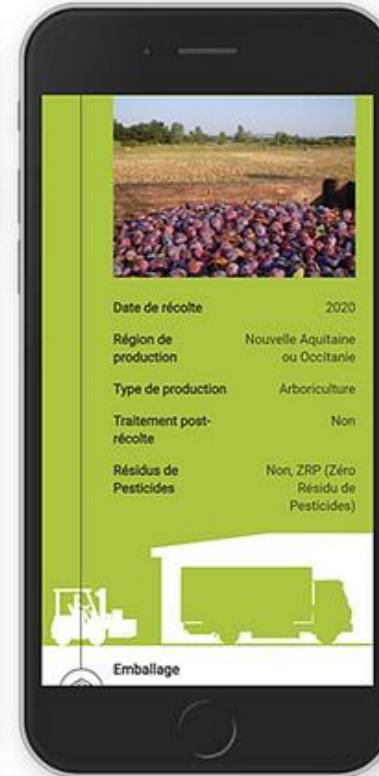 Date de récolte 2020
Région de Nouvelle Aquitaine
production ou Occitanie
Type de production Arboriculture
Traitement post- Non
récolte
Résidus de Non, ZRP (Zéro
Pesticides Résidu de
Pesticides)
Emballage